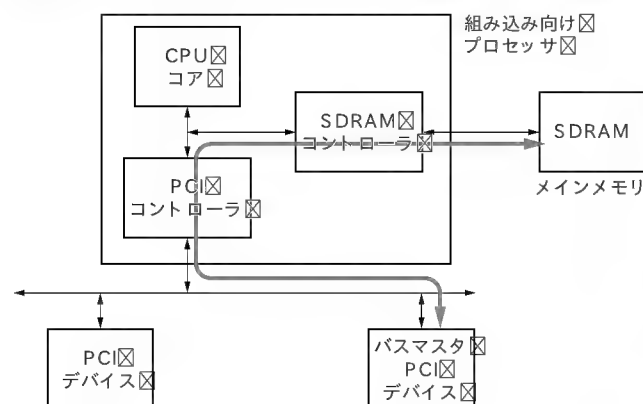 組み込み向け
プロセッサ
CPU
コア
SDRAM
コントローラ
SDRAM
メインメモリ
PCI
コントローラ
PCI
デバイス
バスマスタ
PCI
デバイス